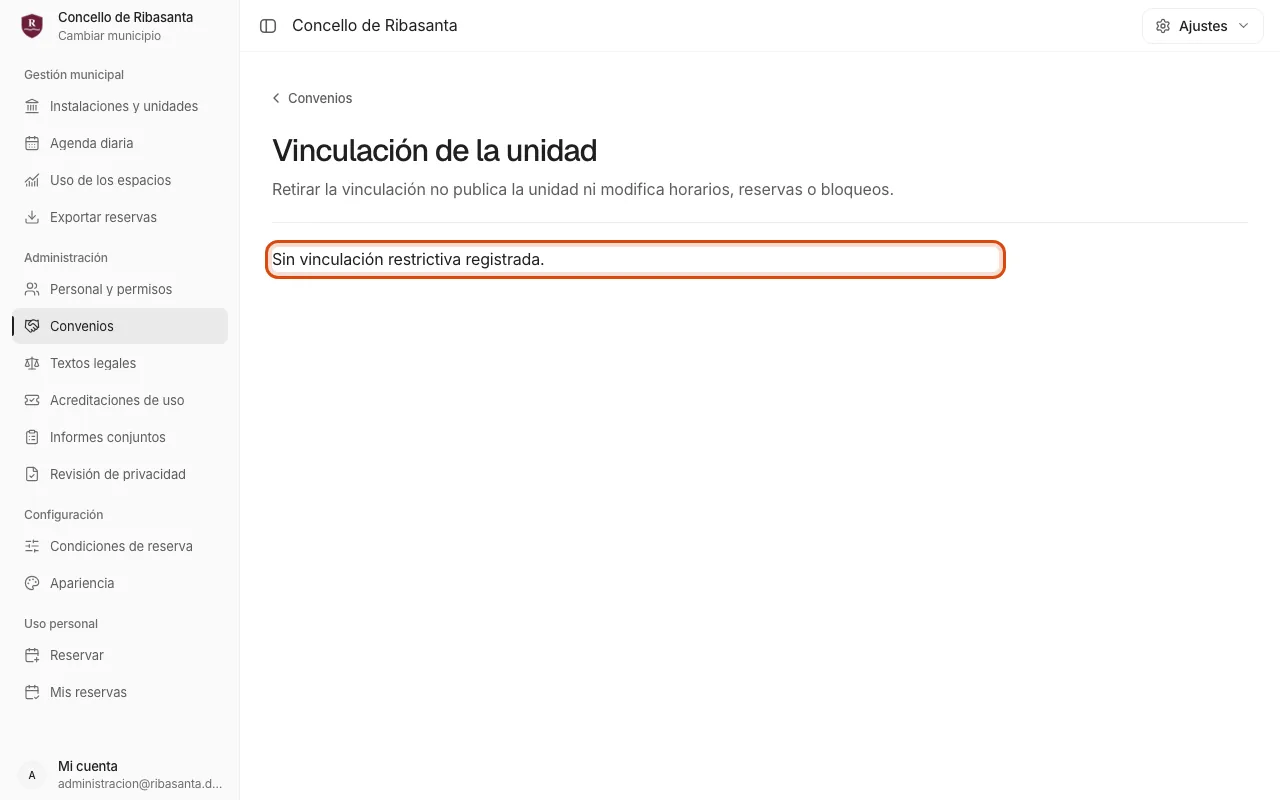 Concello de Ribasanta
Cambiar municipio
Gestión municipal
Instalaciones y unidades
Agenda diaria
Uso de los espacios
Exportar reservas
Administración
Personal y permisos
Convenios
Textos legales
Acreditaciones de uso
Informes conjuntos
Revisión de privacidad
Configuración
Condiciones de reserva
Apariencia
Uso personal
Reservar
Mis reservas
A
Mi cuenta
administracion@ribasanta.d...
R
Concello de Ribasanta
Ajustes
Convenios
Vinculación de la unidad
Retirar la vinculación no publica la unidad ni modifica horarios, reservas o bloqueos.
Sin vinculación restrictiva registrada.